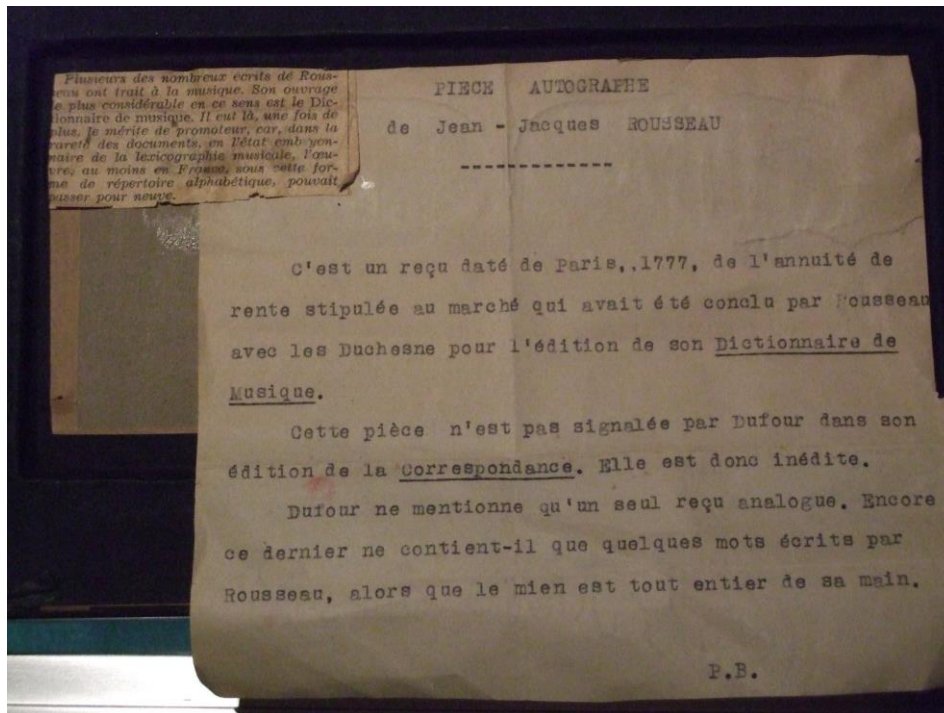 Plusieurs des nombreux écrits de Rous-
seau ont trait à la musique. Son ouvrage
le plus considérable en ce sens est le Dic-
tionnaire de musique. Il eut là, une fois de
plus, le mérite de promoteur, car, dans la
rareté des documents, en l'état embryon-
naire de la lexicographie musicale, l'œu-
vre, au moins en France, sous cette for-
me de répertoire alphabétique, pouvait
passer pour neuve.
PIECE AUTOGRAPHE
de Jean - Jacques ROUSSEAU
-------------
C'est un reçu daté de Paris,.1777, de l'annuité de
rente stipulée au marché qui avait été conclu par Rousseau
avec les Duchesne pour l'édition de son Dictionnaire de
Musique.
Cette pièce n'est pas signalée par Dufour dans son
édition de la Correspondance. Elle est donc inédite.
Dufour ne mentionne qu'un seul reçu analogue. Encore
ce dernier ne contient-il que quelques mots écrits par
Rousseau, alors que le mien est tout entier de sa main.
P.B.